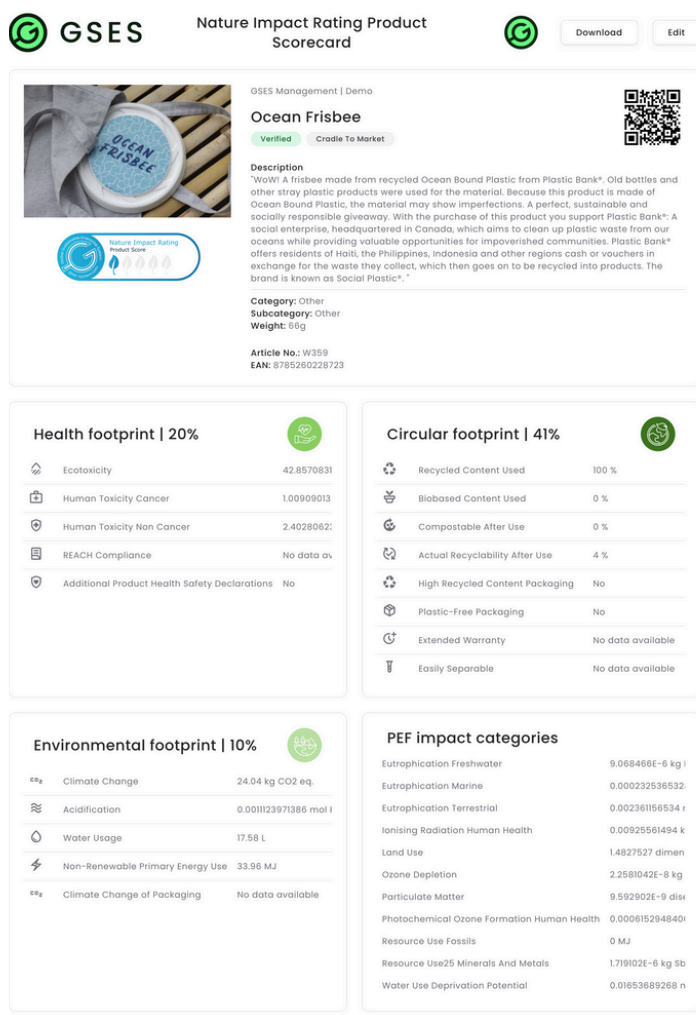 GSES
Nature Impact Rating Product
Scorecard
Download
Edit
GSES Management | Demo
Ocean Frisbee
Verified
Cradle To Market
OCEAN
FRISBEE
Nature Impact Rating
Product Score
Description
"WoW! A frisbee made from recycled Ocean Bound Plastic from Plastic Bank®. Old bottles and
other stray plastic products were used for the material. Because this product is made of
Ocean Bound Plastic, the material may show imperfections. A perfect, sustainable and
socially responsible giveaway. With the purchase of this product you support Plastic Bank®: A
social enterprise, headquartered in Canada, which aims to clean up plastic waste from our
oceans while providing valuable opportunities for impoverished communities. Plastic Bank®
offers residents of Haiti, the Philippines, Indonesia and other regions cash or vouchers in
exchange for the waste they collect, which then goes on to be recycled into products. The
brand is known as Social Plastic®. "
Category: Other
Subcategory: Other
Weight: 66g
Article No.: W359
EAN: 8785260228723
Health footprint | 20%
Ecotoxicity 42.8570831
Human Toxicity Cancer 1.00909013
Human Toxicity Non Cancer 2.4028062
REACH Compliance No data av
Additional Product Health Safety Declarations No
Circular footprint | 41%
Recycled Content Used 100 %
Biobased Content Used 0 %
Compostable After Use 0 %
Actual Recyclability After Use 4 %
High Recycled Content Packaging No
Plastic-Free Packaging No
Extended Warranty No data available
Easily Separable No data available
Environmental footprint | 10%
CO₂ Climate Change 24.04 kg CO2 eq.
Acidification 0.0011123971386 mol
Water Usage 17.58 L
Non-Renewable Primary Energy Use 33.96 MJ
CO₂ Climate Change of Packaging No data available
PEF impact categories
Eutrophication Freshwater 9.068466E-6 kg
Eutrophication Marine 0.000232536532
Eutrophication Terrestrial 0.002361156534
Ionising Radiation Human Health 0.00925561494 k
Land Use 1.4827527 dimen
Ozone Depletion 2.2581042E-8 kg
Particulate Matter 9.592902E-9 dise
Photochemical Ozone Formation Human Health 0.000615294840
Resource Use Fossils 0 MJ
Resource Use25 Minerals And Metals 1.719102E-6 kg Sb
Water Use Deprivation Potential 0.01653689268